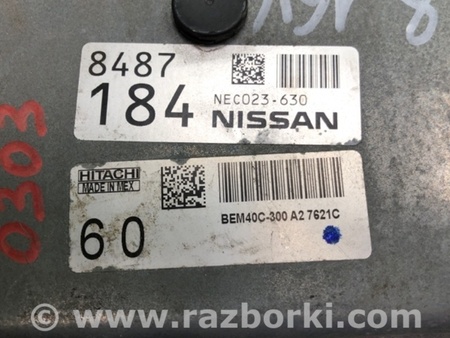 8487
184
NEC023-630
NISSAN
0303
HITACHI
MADE IN MEX
60
BEM40C-300 A2 7621C
www.razborki.com